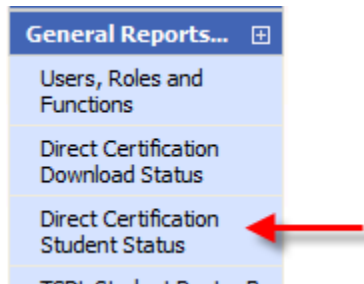 General Reports...
Users, Roles and
Functions
Direct Certification
Download Status
Direct Certification
Student Status